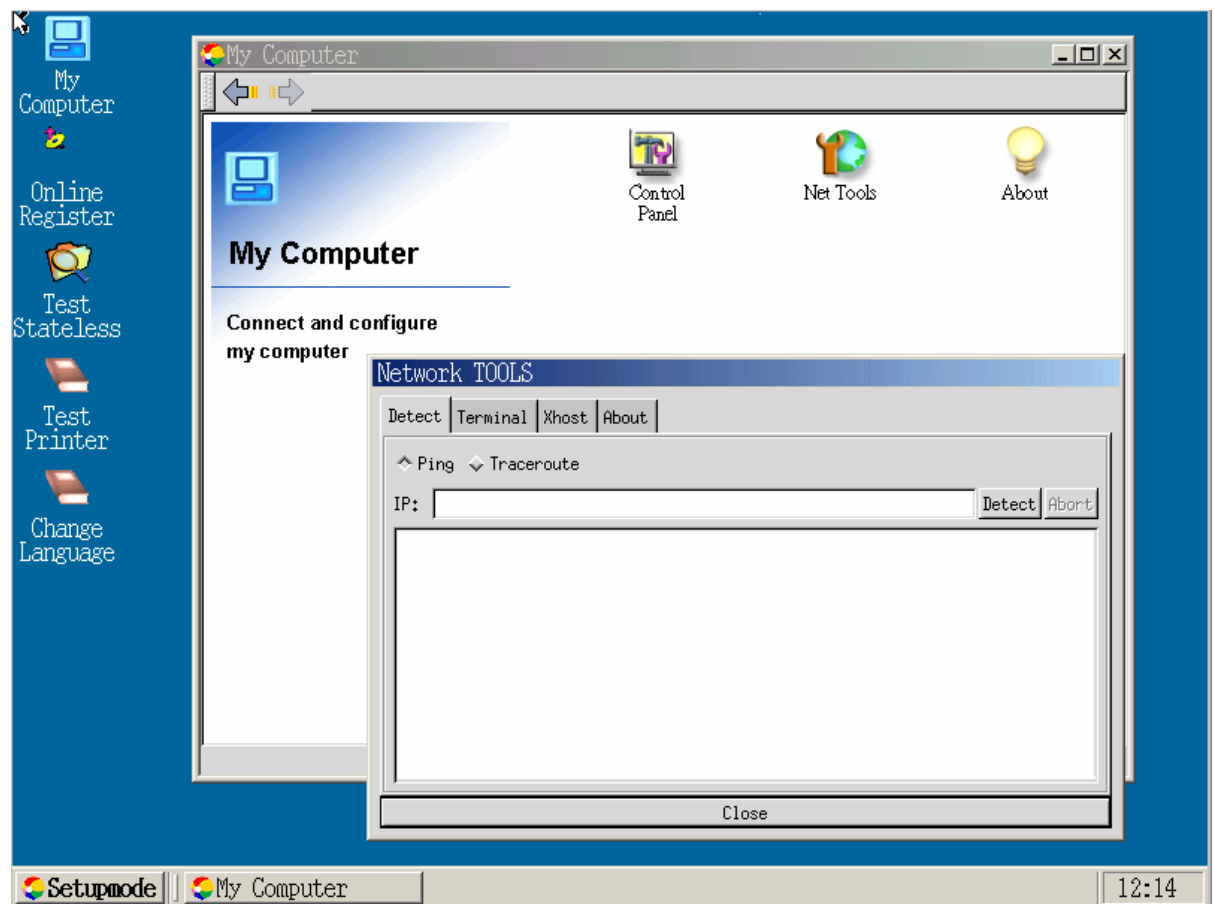 My
Computer
Online
Register
Test
Stateless
Test
Printer
Change
Language
My Computer
Control
Panel
Net Tools
About
My Computer
Connect and configure
my computer
Network TOOLS
Detect Terminal Xhost About
Ping Traceroute
IP: Detect Abort
Close
Setupmode My Computer 12:14